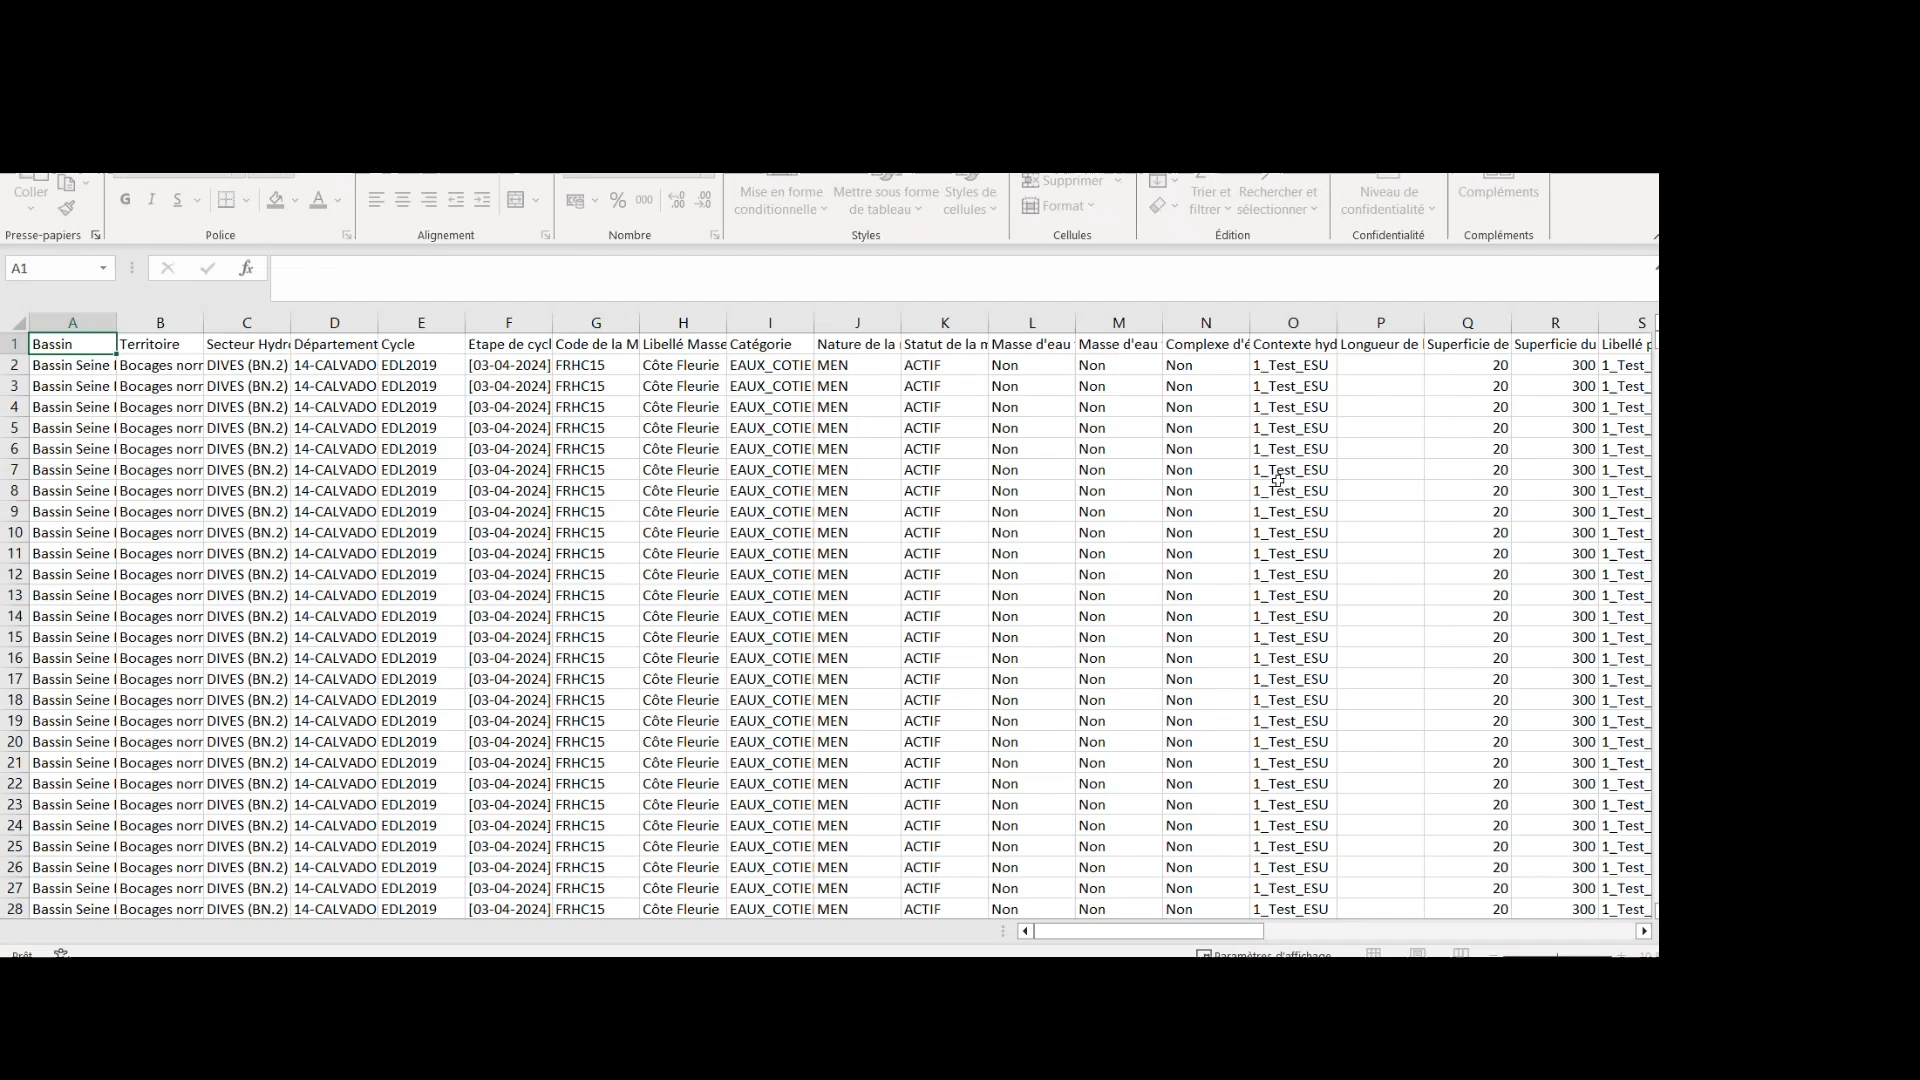 Coller
Supprimer
Mise en forme conditionnelle
Mettre sous forme de tableau
Styles de cellules
Format
Trier et filtrer
Rechercher et sélectionner
Niveau de confidentialité
Compléments
G I S A % 000
Presse-papiers Police Alignement Nombre Styles Cellules Édition Confidentialité Compléments
A1 fx
A B C D E F G H I J K L M N O P Q R S
1 Bassin Territoire Secteur Hydr Département Cycle Etape de cycl Code de la M Libellé Masse Catégorie Nature de la Statut de la m Masse d'eau Masse d'eau Complexe d'é Contexte hyd Longueur de Superficie de Superficie du Libellé p
2 Bassin Seine Bocages norr DIVES (BN.2) 14-CALVADO EDL2019 [03-04-2024] FRHC15 Côte Fleurie EAUX_COTIE MEN ACTIF Non Non Non 1_Test_ESU 20 300 1_Test_
3 Bassin Seine Bocages norr DIVES (BN.2) 14-CALVADO EDL2019 [03-04-2024] FRHC15 Côte Fleurie EAUX_COTIE MEN ACTIF Non Non Non 1_Test_ESU 20 300 1_Test_
4 Bassin Seine Bocages norr DIVES (BN.2) 14-CALVADO EDL2019 [03-04-2024] FRHC15 Côte Fleurie EAUX_COTIE MEN ACTIF Non Non Non 1_Test_ESU 20 300 1_Test_
5 Bassin Seine Bocages norr DIVES (BN.2) 14-CALVADO EDL2019 [03-04-2024] FRHC15 Côte Fleurie EAUX_COTIE MEN ACTIF Non Non Non 1_Test_ESU 20 300 1_Test_
6 Bassin Seine Bocages norr DIVES (BN.2) 14-CALVADO EDL2019 [03-04-2024] FRHC15 Côte Fleurie EAUX_COTIE MEN ACTIF Non Non Non 1_Test_ESU 20 300 1_Test_
7 Bassin Seine Bocages norr DIVES (BN.2) 14-CALVADO EDL2019 [03-04-2024] FRHC15 Côte Fleurie EAUX_COTIE MEN ACTIF Non Non Non 1_Test_ESU 20 300 1_Test_
8 Bassin Seine Bocages norr DIVES (BN.2) 14-CALVADO EDL2019 [03-04-2024] FRHC15 Côte Fleurie EAUX_COTIE MEN ACTIF Non Non Non 1_Test_ESU 20 300 1_Test_
9 Bassin Seine Bocages norr DIVES (BN.2) 14-CALVADO EDL2019 [03-04-2024] FRHC15 Côte Fleurie EAUX_COTIE MEN ACTIF Non Non Non 1_Test_ESU 20 300 1_Test_
10 Bassin Seine Bocages norr DIVES (BN.2) 14-CALVADO EDL2019 [03-04-2024] FRHC15 Côte Fleurie EAUX_COTIE MEN ACTIF Non Non Non 1_Test_ESU 20 300 1_Test_
11 Bassin Seine Bocages norr DIVES (BN.2) 14-CALVADO EDL2019 [03-04-2024] FRHC15 Côte Fleurie EAUX_COTIE MEN ACTIF Non Non Non 1_Test_ESU 20 300 1_Test_
12 Bassin Seine Bocages norr DIVES (BN.2) 14-CALVADO EDL2019 [03-04-2024] FRHC15 Côte Fleurie EAUX_COTIE MEN ACTIF Non Non Non 1_Test_ESU 20 300 1_Test_
13 Bassin Seine Bocages norr DIVES (BN.2) 14-CALVADO EDL2019 [03-04-2024] FRHC15 Côte Fleurie EAUX_COTIE MEN ACTIF Non Non Non 1_Test_ESU 20 300 1_Test_
14 Bassin Seine Bocages norr DIVES (BN.2) 14-CALVADO EDL2019 [03-04-2024] FRHC15 Côte Fleurie EAUX_COTIE MEN ACTIF Non Non Non 1_Test_ESU 20 300 1_Test_
15 Bassin Seine Bocages norr DIVES (BN.2) 14-CALVADO EDL2019 [03-04-2024] FRHC15 Côte Fleurie EAUX_COTIE MEN ACTIF Non Non Non 1_Test_ESU 20 300 1_Test_
16 Bassin Seine Bocages norr DIVES (BN.2) 14-CALVADO EDL2019 [03-04-2024] FRHC15 Côte Fleurie EAUX_COTIE MEN ACTIF Non Non Non 1_Test_ESU 20 300 1_Test_
17 Bassin Seine Bocages norr DIVES (BN.2) 14-CALVADO EDL2019 [03-04-2024] FRHC15 Côte Fleurie EAUX_COTIE MEN ACTIF Non Non Non 1_Test_ESU 20 300 1_Test_
18 Bassin Seine Bocages norr DIVES (BN.2) 14-CALVADO EDL2019 [03-04-2024] FRHC15 Côte Fleurie EAUX_COTIE MEN ACTIF Non Non Non 1_Test_ESU 20 300 1_Test_
19 Bassin Seine Bocages norr DIVES (BN.2) 14-CALVADO EDL2019 [03-04-2024] FRHC15 Côte Fleurie EAUX_COTIE MEN ACTIF Non Non Non 1_Test_ESU 20 300 1_Test_
20 Bassin Seine Bocages norr DIVES (BN.2) 14-CALVADO EDL2019 [03-04-2024] FRHC15 Côte Fleurie EAUX_COTIE MEN ACTIF Non Non Non 1_Test_ESU 20 300 1_Test_
21 Bassin Seine Bocages norr DIVES (BN.2) 14-CALVADO EDL2019 [03-04-2024] FRHC15 Côte Fleurie EAUX_COTIE MEN ACTIF Non Non Non 1_Test_ESU 20 300 1_Test_
22 Bassin Seine Bocages norr DIVES (BN.2) 14-CALVADO EDL2019 [03-04-2024] FRHC15 Côte Fleurie EAUX_COTIE MEN ACTIF Non Non Non 1_Test_ESU 20 300 1_Test_
23 Bassin Seine Bocages norr DIVES (BN.2) 14-CALVADO EDL2019 [03-04-2024] FRHC15 Côte Fleurie EAUX_COTIE MEN ACTIF Non Non Non 1_Test_ESU 20 300 1_Test_
24 Bassin Seine Bocages norr DIVES (BN.2) 14-CALVADO EDL2019 [03-04-2024] FRHC15 Côte Fleurie EAUX_COTIE MEN ACTIF Non Non Non 1_Test_ESU 20 300 1_Test_
25 Bassin Seine Bocages norr DIVES (BN.2) 14-CALVADO EDL2019 [03-04-2024] FRHC15 Côte Fleurie EAUX_COTIE MEN ACTIF Non Non Non 1_Test_ESU 20 300 1_Test_
26 Bassin Seine Bocages norr DIVES (BN.2) 14-CALVADO EDL2019 [03-04-2024] FRHC15 Côte Fleurie EAUX_COTIE MEN ACTIF Non Non Non 1_Test_ESU 20 300 1_Test_
27 Bassin Seine Bocages norr DIVES (BN.2) 14-CALVADO EDL2019 [03-04-2024] FRHC15 Côte Fleurie EAUX_COTIE MEN ACTIF Non Non Non 1_Test_ESU 20 300 1_Test_
28 Bassin Seine Bocages norr DIVES (BN.2) 14-CALVADO EDL2019 [03-04-2024] FRHC15 Côte Fleurie EAUX_COTIE MEN ACTIF Non Non Non 1_Test_ESU 20 300 1_Test_
Prêt Paramètres d'affichage